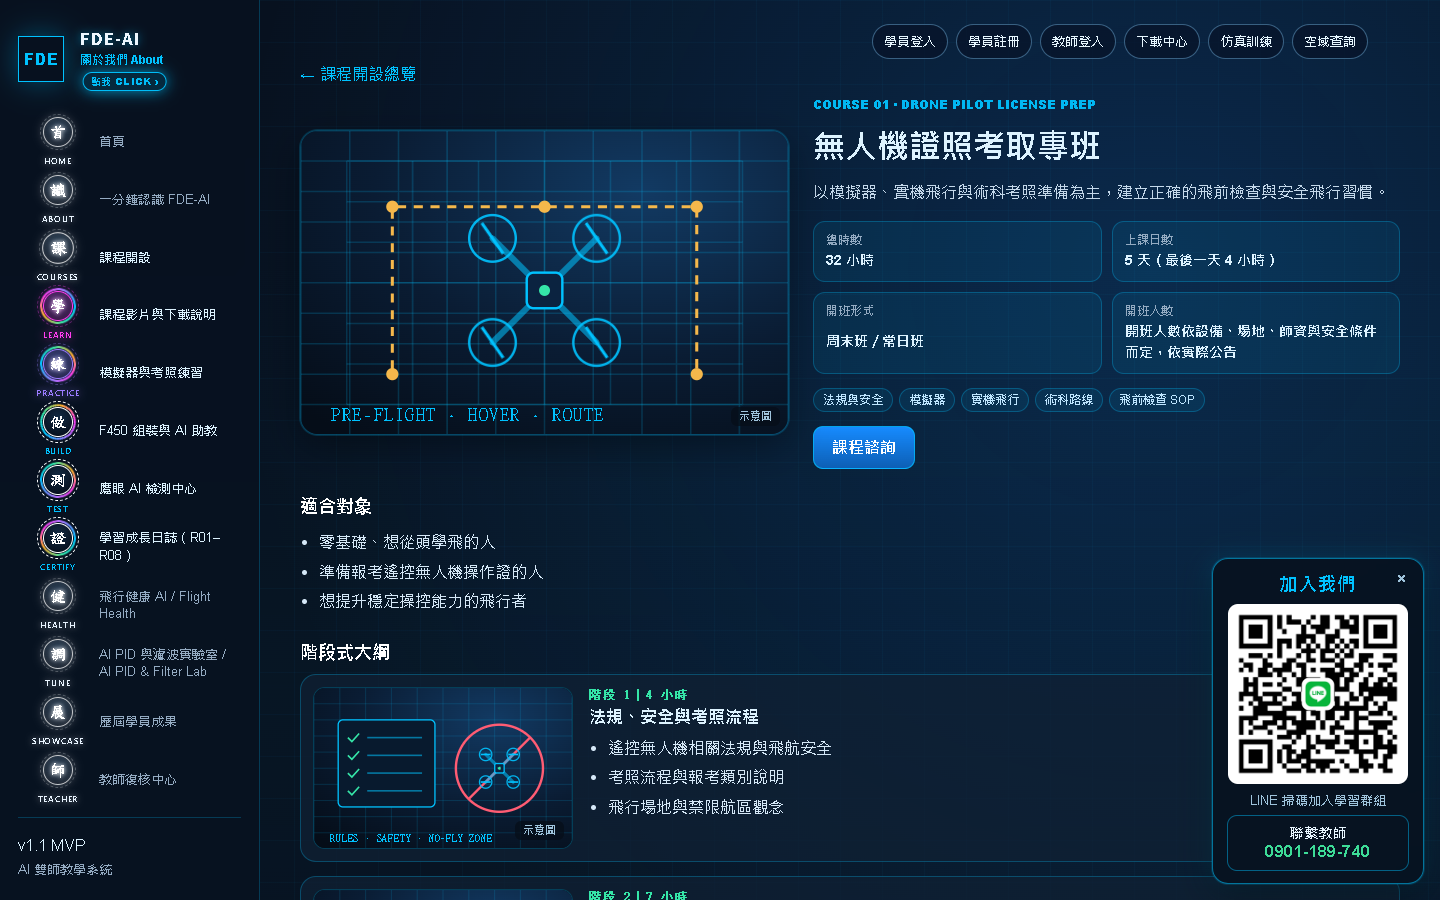 FDE
FDE-AI
關於我們 About
點我 CLICK ›
首
HOME
首頁
識
ABOUT
一分鐘認識 FDE-AI
課
COURSES
課程開設
學
LEARN
課程影片與下載說明
練
PRACTICE
模擬器與考照練習
做
BUILD
F450 組裝與 AI 助教
測
TEST
鷹眼 AI 檢測中心
證
CERTIFY
學習成長日誌（R01–
R08）
健
HEALTH
飛行健康 AI / Flight
Health
調
TUNE
AI PID 與濾波實驗室 /
AI PID & Filter Lab
展
SHOWCASE
歷屆學員成果
師
TEACHER
教師復核中心
v1.1 MVP
AI 雙師教學系統
學員登入
學員註冊
教師登入
下載中心
仿真訓練
空域查詢
← 課程開設總覽
PRE-FLIGHT · HOVER · ROUTE
示意圖
COURSE 01 · DRONE PILOT LICENSE PREP
無人機證照考取專班
以模擬器、實機飛行與術科考照準備為主，建立正確的飛前檢查與安全飛行習慣。
總時數
32 小時
上課日數
5 天（最後一天 4 小時）
開班形式
周末班 / 常日班
開班人數
開班人數依設備、場地、師資與安全條件
而定，依實際公告
法規與安全
模擬器
實機飛行
術科路線
飛前檢查 SOP
課程諮詢
適合對象
• 零基礎、想從頭學飛的人
• 準備報考遙控無人機操作證的人
• 想提升穩定操控能力的飛行者
階段式大綱
RULES · SAFETY · NO-FLY ZONE
示意圖
階段 1 | 4 小時
法規、安全與考照流程
• 遙控無人機相關法規與飛航安全
• 考照流程與報考類別說明
• 飛行場地與禁限航區觀念
階段 2 | 7 小時
加入我們
×
LINE
LINE 掃碼加入學習群組
聯繫教師
0901-189-740